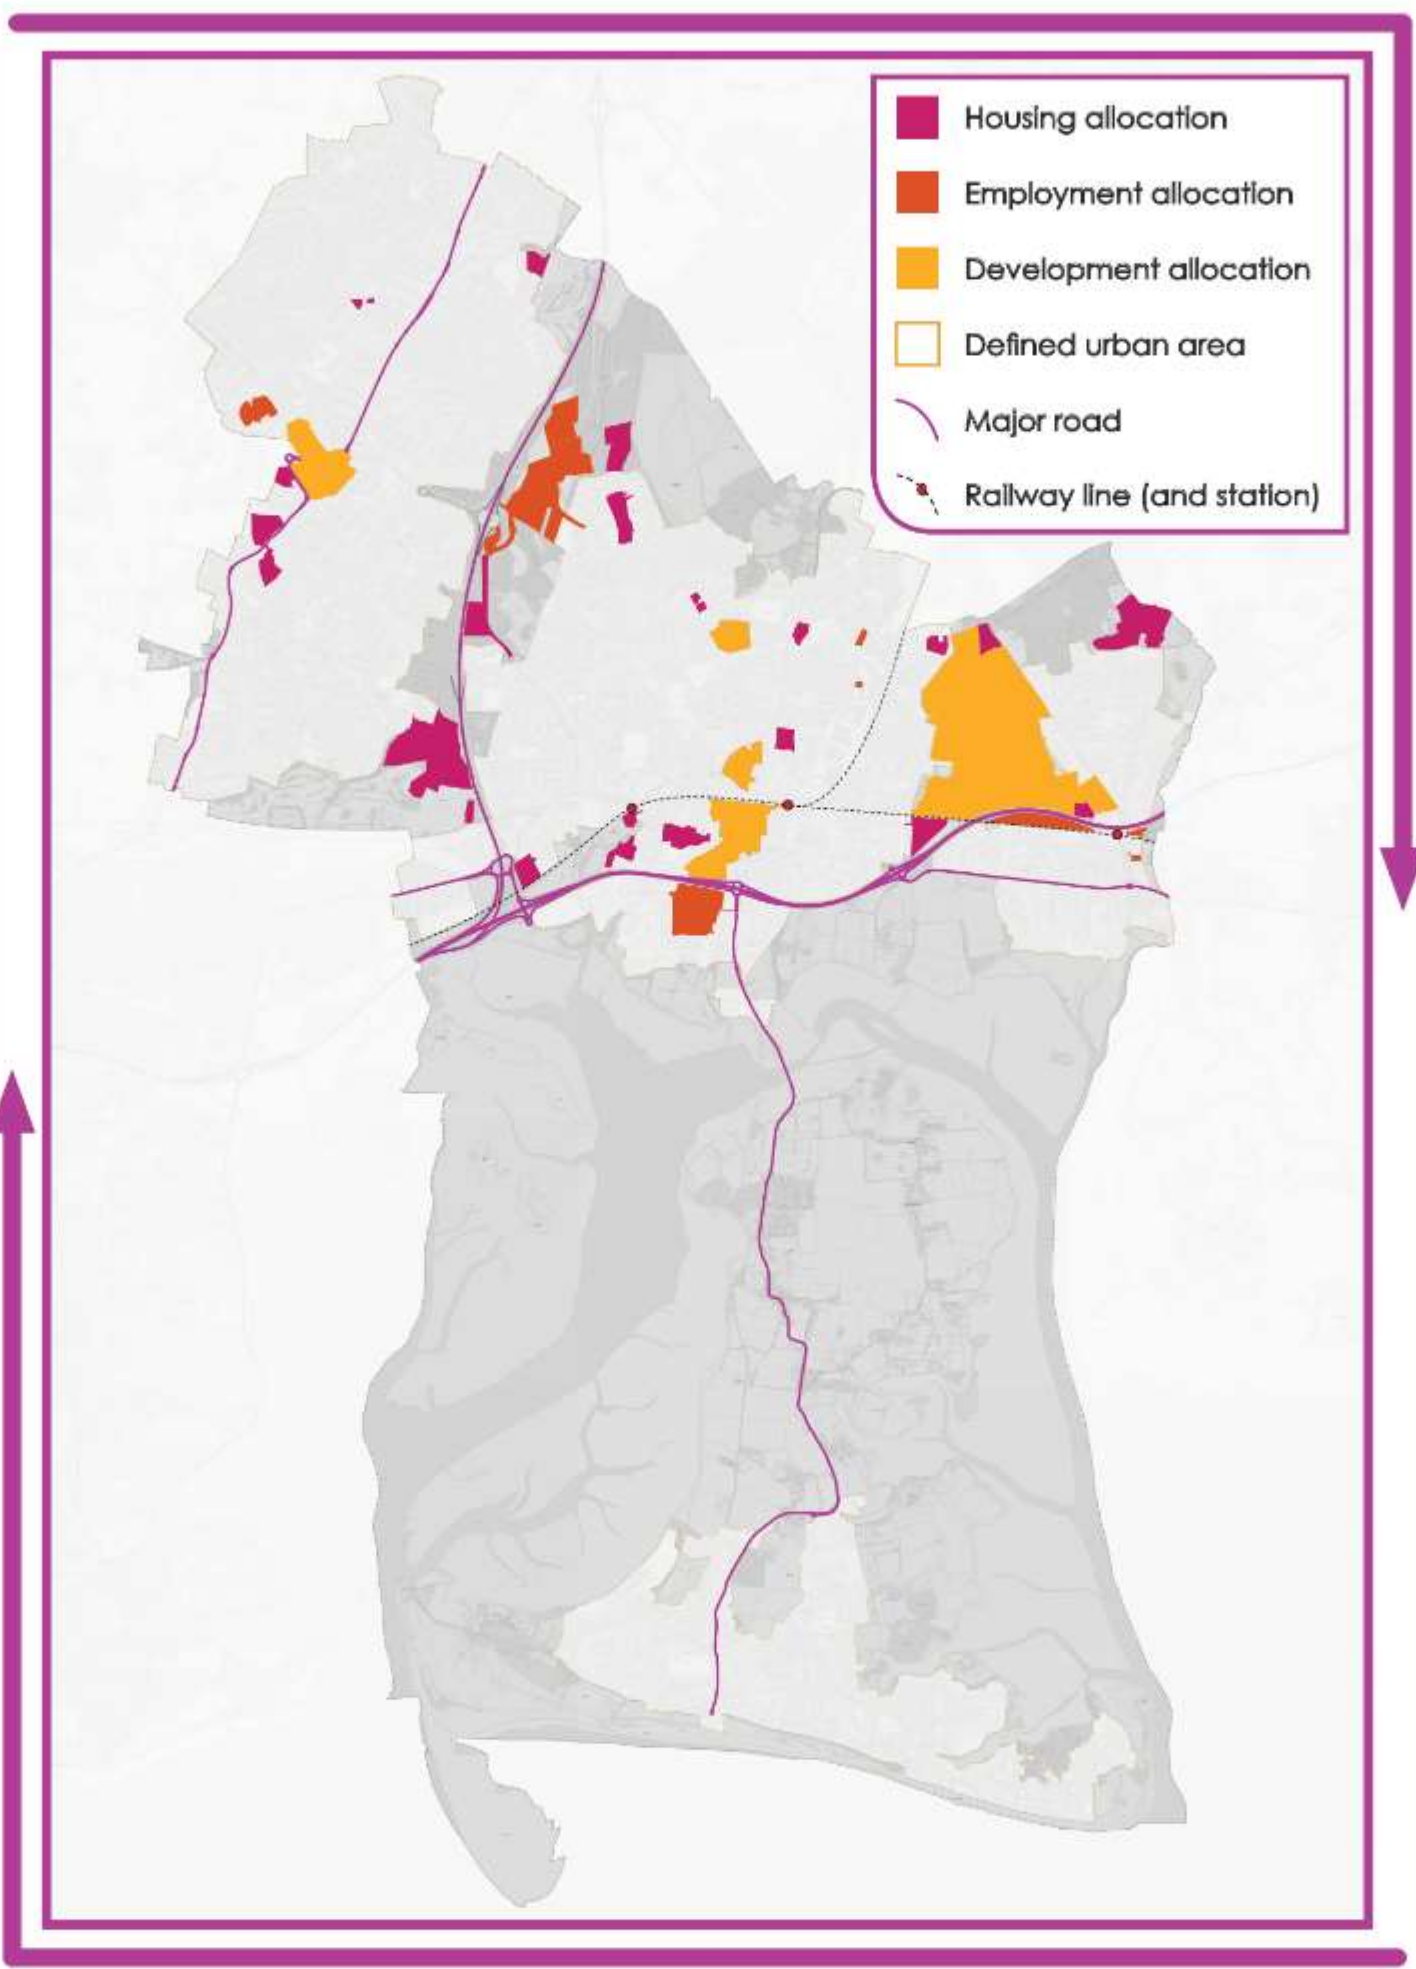 Housing allocation
Employment allocation
Development allocation
Defined urban area
Major road
Railway line (and station)